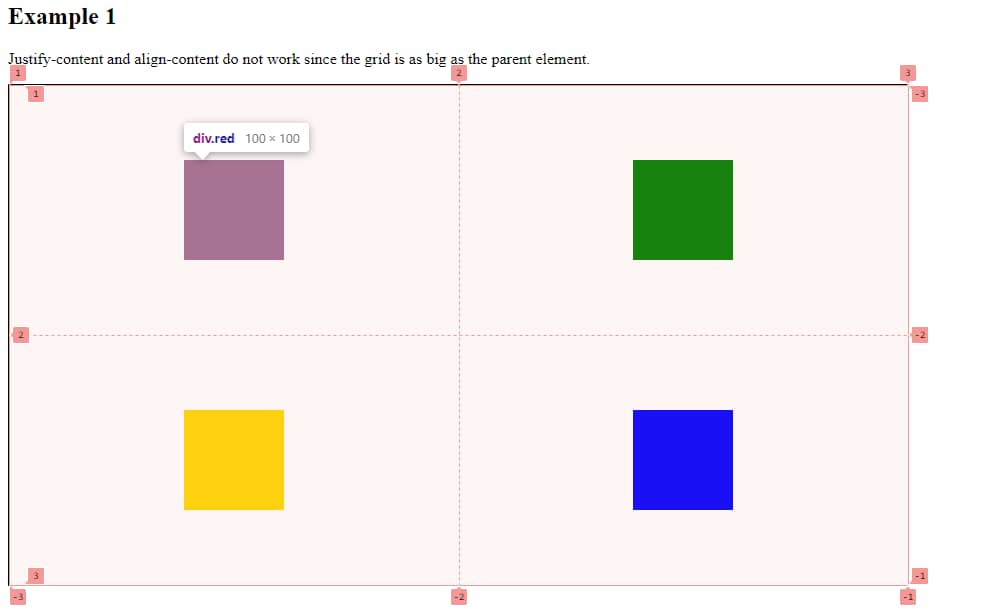 Example 1
Justify-content and align-content do not work since the grid is as big as the parent element.
1 2 3
1 -3
div.red 100 × 100
2 -2
3 -1
-3 -2 -1